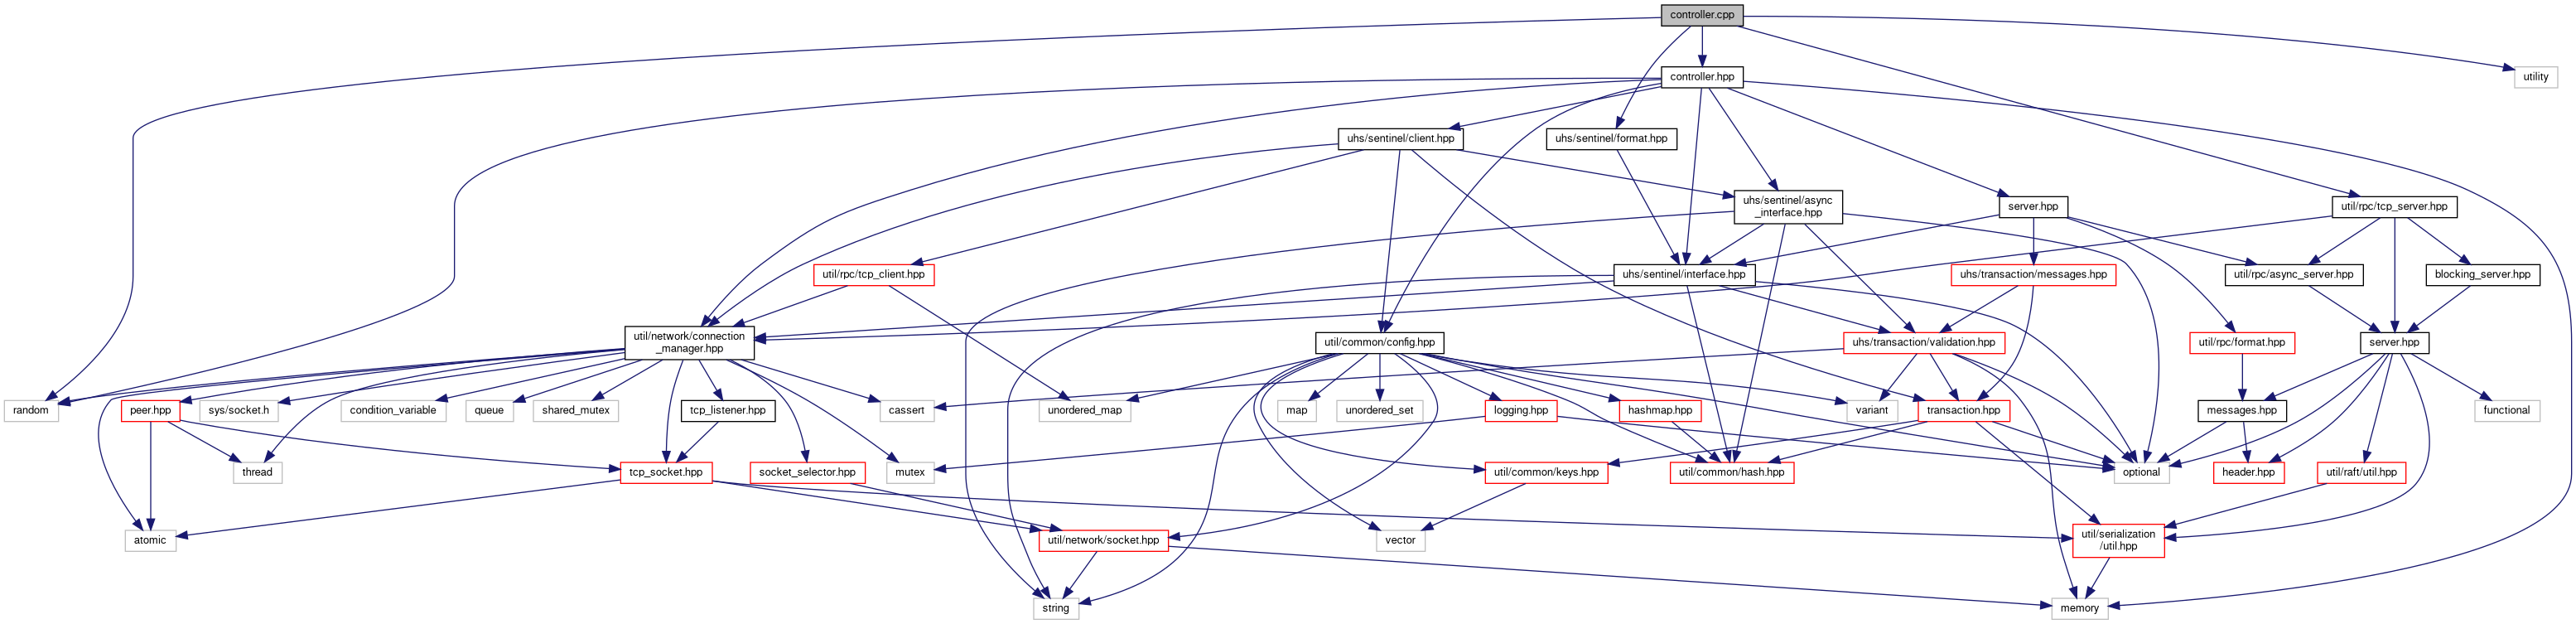 controller.cpp
controller.hpp
utility
uhs/sentinel/client.hpp
uhs/sentinel/format.hpp
uhs/sentinel/async
_interface.hpp
server.hpp
util/rpc/tcp_server.hpp
util/rpc/tcp_client.hpp
uhs/sentinel/interface.hpp
uhs/transaction/messages.hpp
util/rpc/async_server.hpp
blocking_server.hpp
util/network/connection
_manager.hpp
util/common/config.hpp
uhs/transaction/validation.hpp
util/rpc/format.hpp
server.hpp
random
peer.hpp
sys/socket.h
condition_variable
queue
shared_mutex
tcp_listener.hpp
cassert
unordered_map
map
unordered_set
logging.hpp
hashmap.hpp
variant
transaction.hpp
messages.hpp
functional
thread
tcp_socket.hpp
socket_selector.hpp
mutex
util/common/keys.hpp
util/common/hash.hpp
optional
header.hpp
util/raft/util.hpp
atomic
util/network/socket.hpp
vector
util/serialization
/util.hpp
string
memory